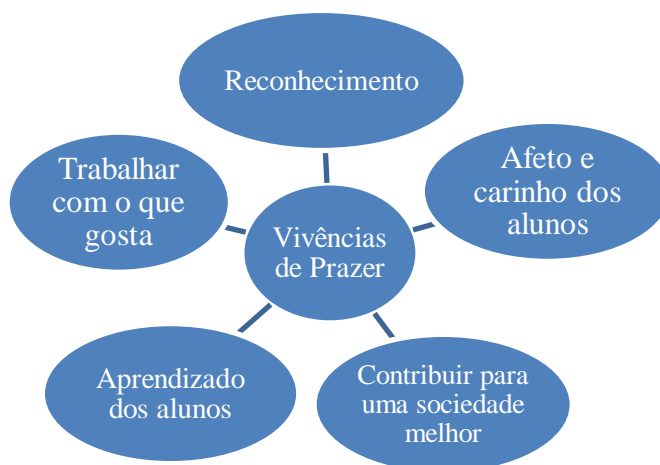 Reconhecimento
Trabalhar
com o que
gosta
Afeto e
carinho dos
alunos
Vivências
de Prazer
Aprendizado
dos alunos
Contribuir para
uma sociedade
melhor